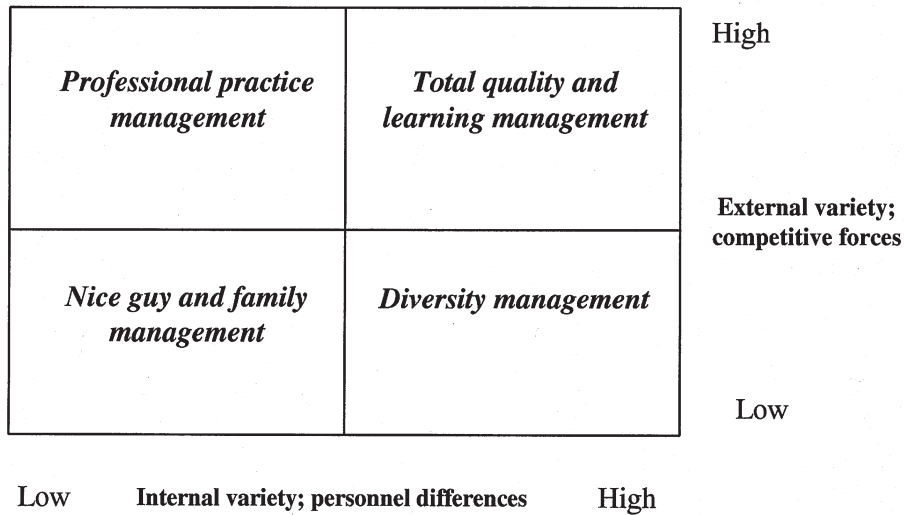 High
Professional practice
management
Total quality and
learning management
External variety;
competitive forces
Nice guy and family
management
Diversity management
Low
Low
Internal variety; personnel differences
High